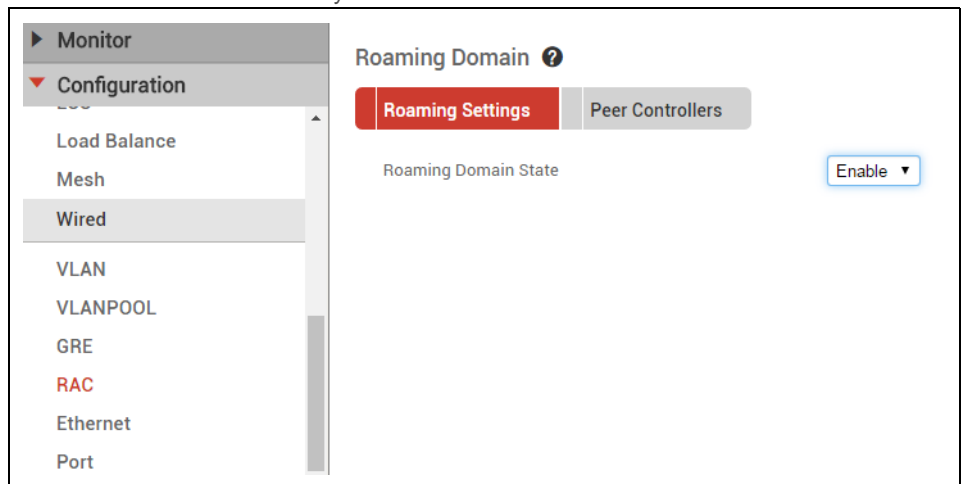 Monitor
Configuration
Load Balance
Mesh
Wired
VLAN
VLANPOOL
GRE
RAC
Ethernet
Port
Roaming Domain ?
Roaming Settings
Peer Controllers
Roaming Domain State
Enable